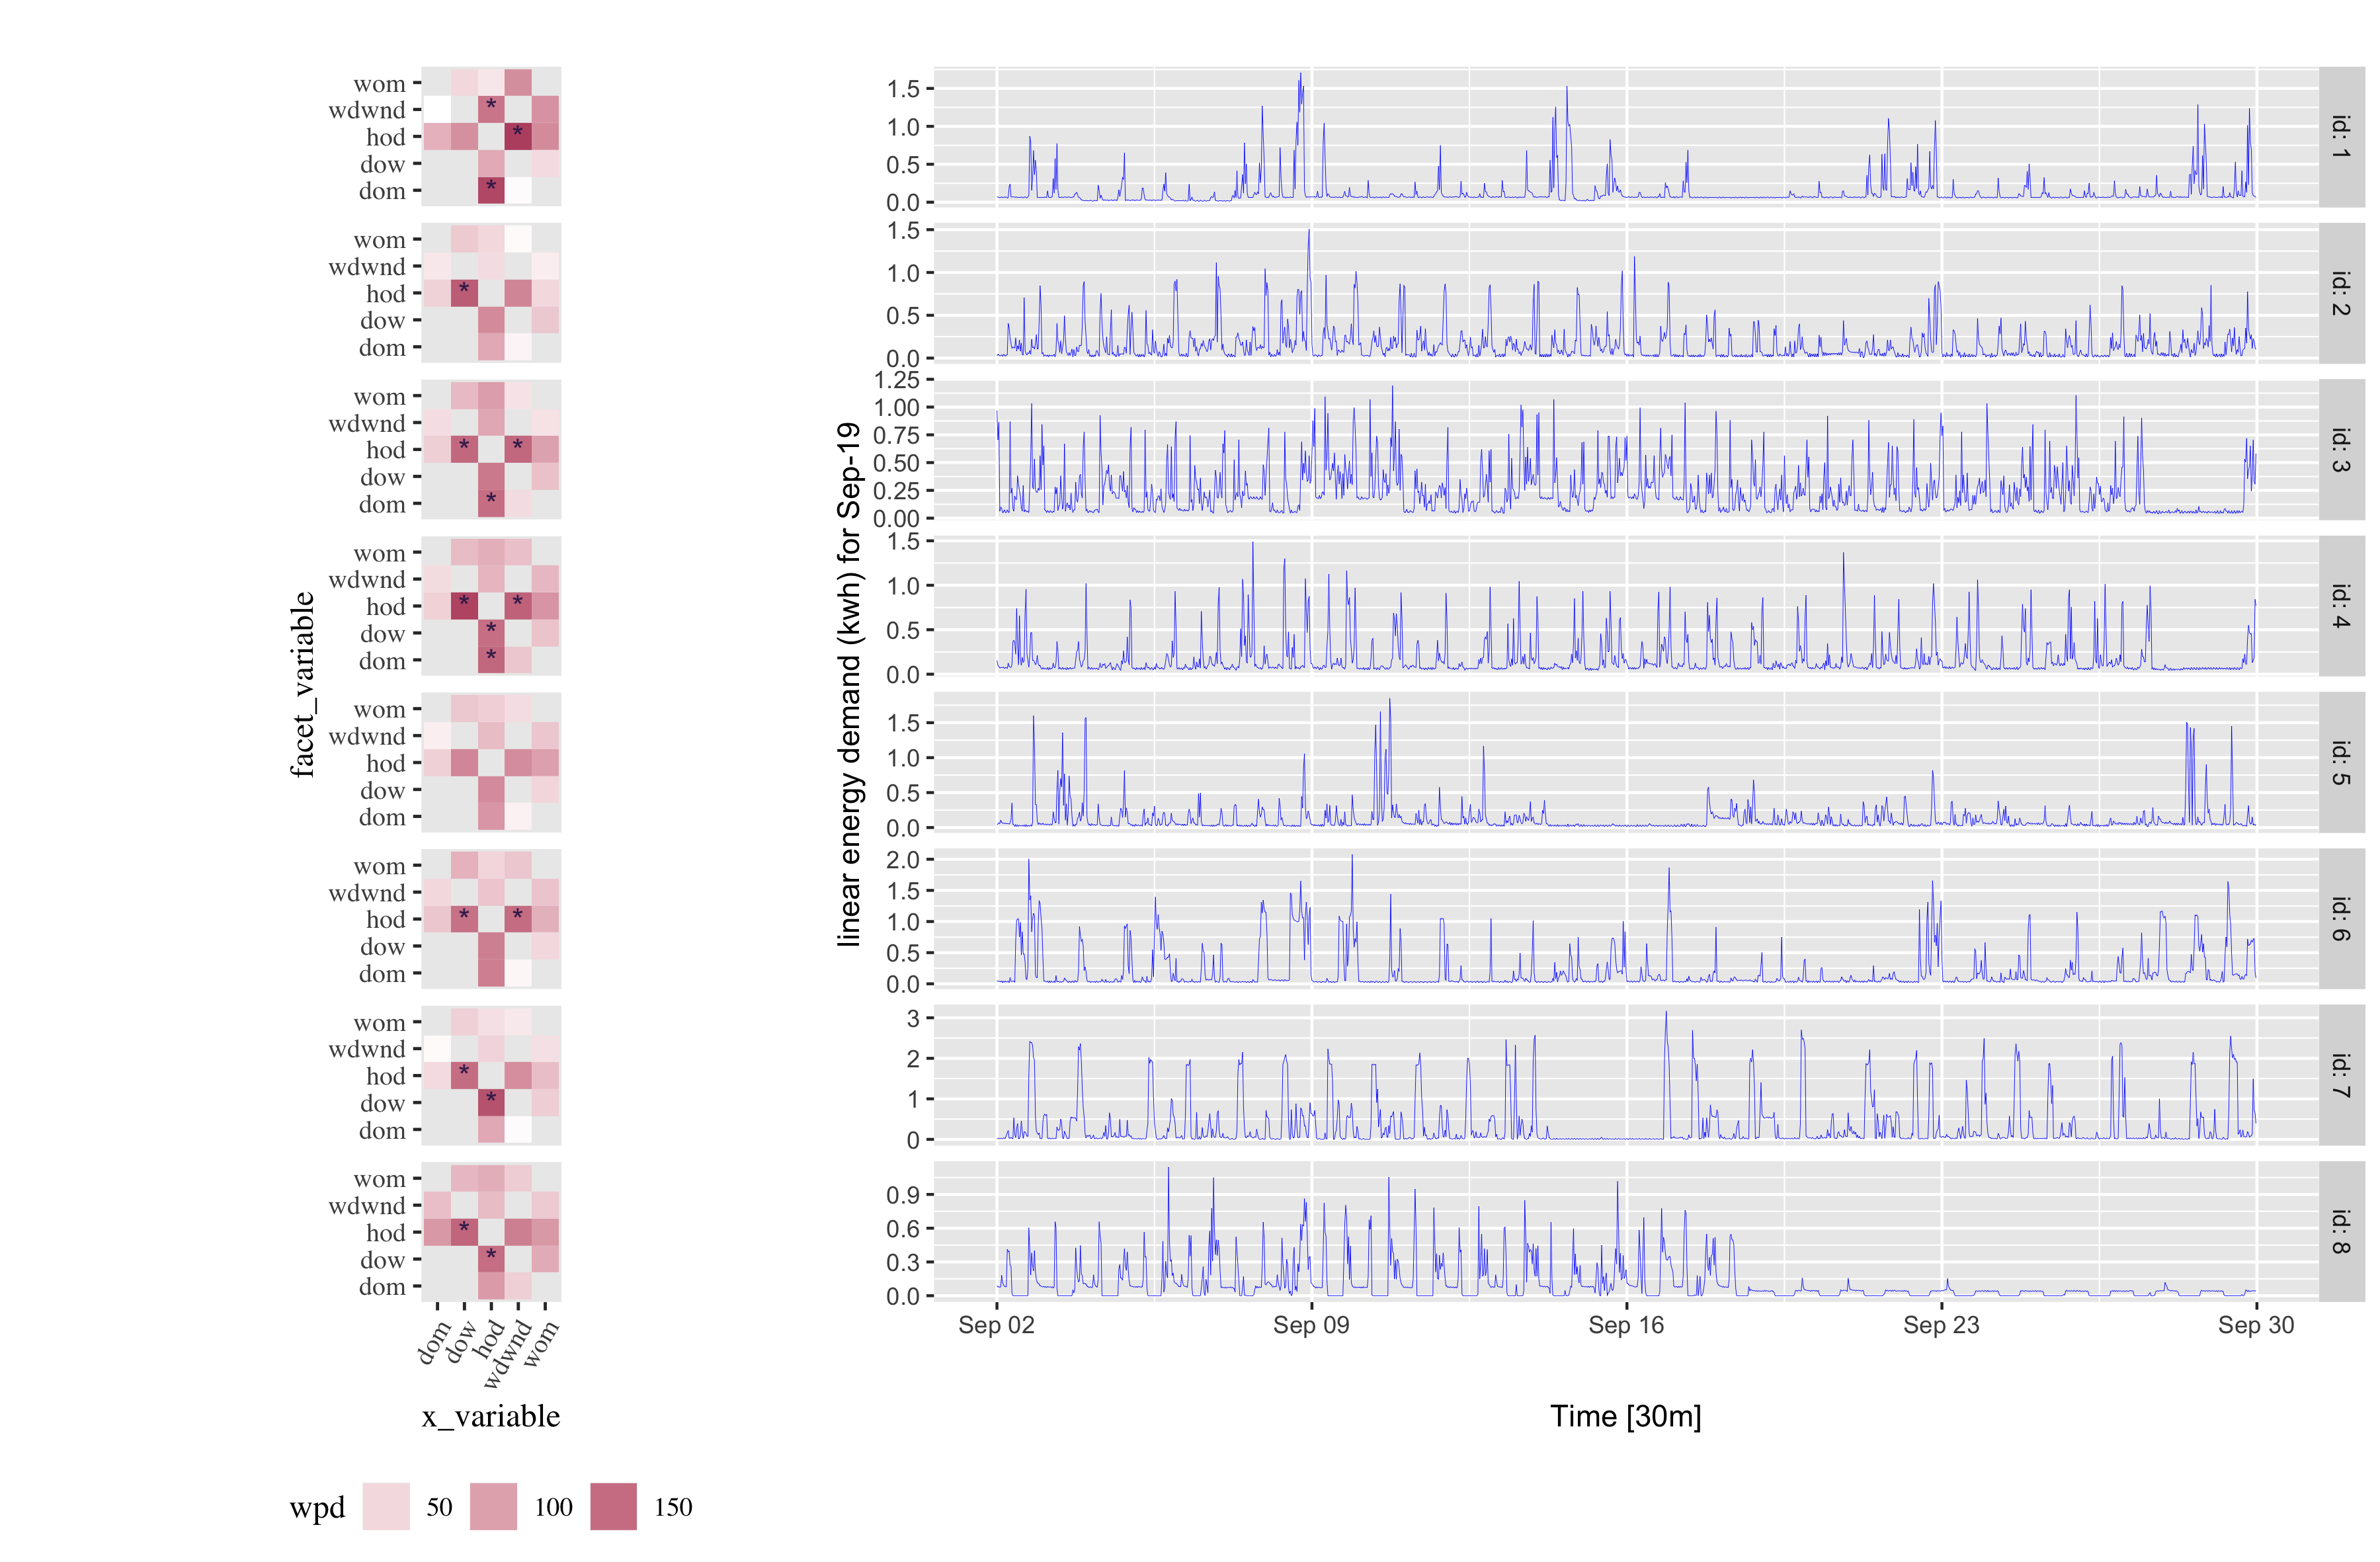 facet_variable
wom
wdwnd
hod
*
*
dow
dom
*
wom
wdwnd
hod
*
dow
dom
wom
wdwnd
hod
*
*
dow
dom
*
wom
wdwnd
hod
*
*
dow
*
dom
*
wom
wdwnd
hod
dow
dom
wom
wdwnd
hod
*
*
dow
dom
wom
wdwnd
hod
*
dow
*
dom
wom
wdwnd
hod
*
dow
*
dom
dom
dow
hod
wdwnd
wom
x_variable
wpd
50
100
150
linear energy demand (kwh) for Sep-19
1.5
1.0
0.5
0.0
id: 1
1.5
1.0
0.5
0.0
id: 2
1.25
1.00
0.75
0.50
0.25
0.00
id: 3
1.5
1.0
0.5
0.0
id: 4
1.5
1.0
0.5
0.0
id: 5
2.0
1.5
1.0
0.5
0.0
id: 6
3
2
1
0
id: 7
0.9
0.6
0.3
0.0
id: 8
Sep 02
Sep 09
Sep 16
Sep 23
Sep 30
Time [30m]